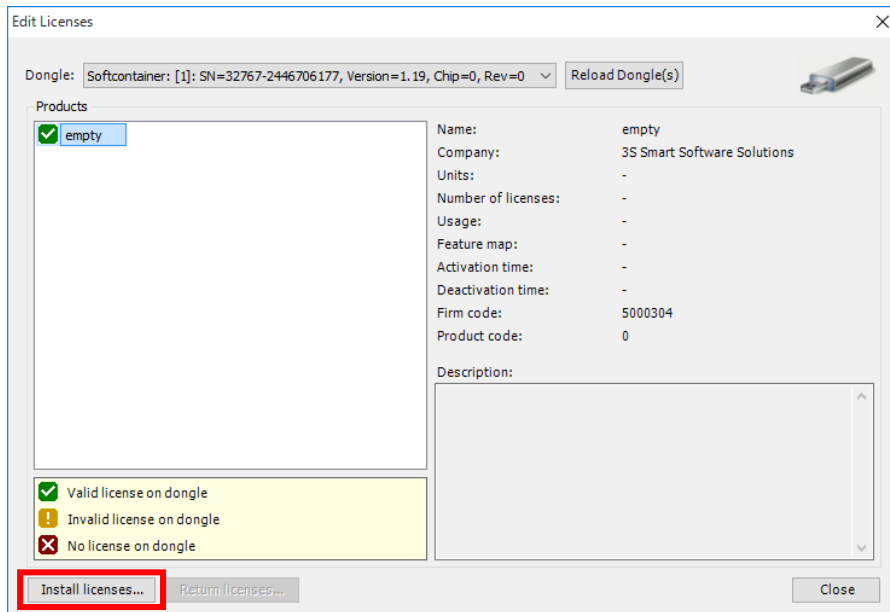 Edit Licenses
Dongle: Softcontainer: [1]: SN=32767-2446706177, Version=1.19, Chip=0, Rev=0 Reload Dongle(s)
Products
empty
Name: empty
Company: 3S Smart Software Solutions
Units: -
Number of licenses: -
Usage: -
Feature map: -
Activation time: -
Deactivation time: -
Firm code: 5000304
Product code: 0
Description:
Valid license on dongle
Invalid license on dongle
No license on dongle
Install licenses... Return licenses... Close